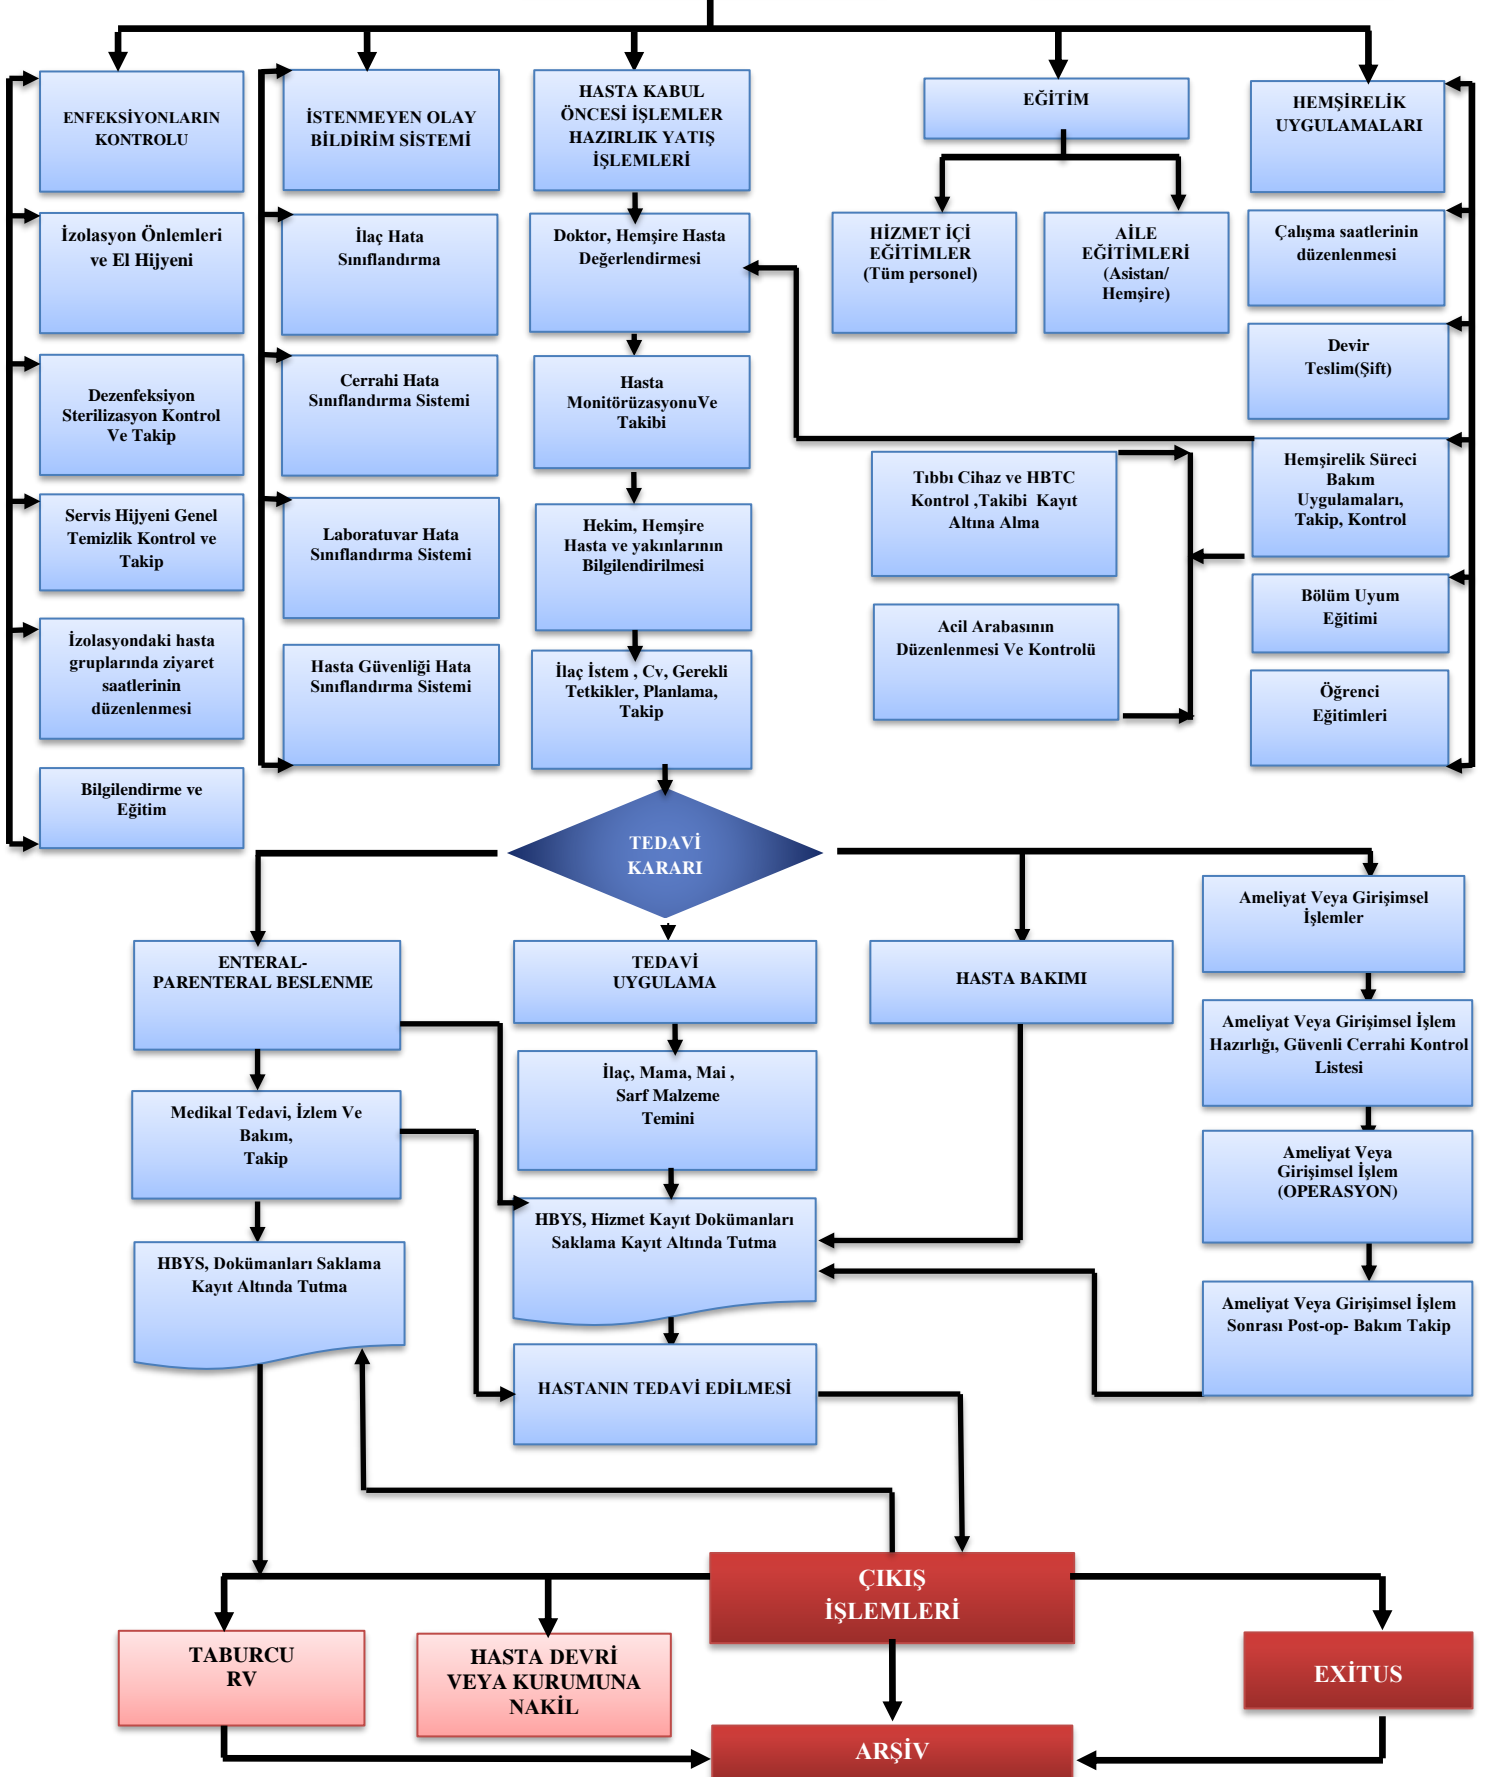 ENFEKSİYONLARIN
KONTROLU
İSTENMEYEN OLAY
BİLDİRİM SİSTEMİ
HASTA KABUL
ÖNCESİ İŞLEMLER
HAZIRLIK YATIŞ
İŞLEMLERİ
EĞİTİM
HEMŞİRELİK
UYGULAMALARI
İzolasyon Önlemleri
ve El Hijyeni
İlaç Hata
Sınıflandırma
Doktor, Hemşire Hasta
Değerlendirmesi
HİZMET İÇİ
EĞİTİMLER
(Tüm personel)
AİLE
EĞİTİMLERİ
(Asistan/
Hemşire)
Çalışma saatlerinin
düzenlenmesi
Dezenfeksiyon
Sterilizasyon Kontrol
Ve Takip
Cerrahi Hata
Sınıflandırma Sistemi
Hasta
MonitörüzasyonuVe
Takibi
Devir
Teslim(Şift)
Servis Hijyeni Genel
Temizlik Kontrol ve
Takip
Laboratuvar Hata
Sınıflandırma Sistemi
Hekim, Hemşire
Hasta ve yakınlarının
Bilgilendirilmesi
Tıbbı Cihaz ve HBTC
Kontrol ,Takibi Kayıt
Altına Alma
Hemşirelik Süreci
Bakım
Uygulamaları,
Takip, Kontrol
İzolasyondaki hasta
gruplarında ziyaret
saatlerinin
düzenlenmesi
Hasta Güvenliği Hata
Sınıflandırma Sistemi
İlaç İstem , Cv, Gerekli
Tetkikler, Planlama,
Takip
Acil Arabasının
Düzenlenmesi Ve Kontrolü
Bölüm Uyum
Eğitimi
Öğrenci
Eğitimleri
Bilgilendirme ve
Eğitim
TEDAVİ
KARARI
ENTERAL-
PARENTERAL BESLENME
TEDAVİ
UYGULAMA
HASTA BAKIMI
Ameliyat Veya Girişimsel
İşlemler
Medikal Tedavi, İzlem Ve
Bakım,
Takip
İlaç, Mama, Mai ,
Sarf Malzeme
Temini
Ameliyat Veya Girişimsel İşlem
Hazırlığı, Güvenli Cerrahi Kontrol
Listesi
Ameliyat Veya
Girişimsel İşlem
(OPERASYON)
HBYS, Dokümanları Saklama
Kayıt Altında Tutma
HBYS, Hizmet Kayıt Dokümanları
Saklama Kayıt Altında Tutma
Ameliyat Veya Girişimsel İşlem
Sonrası Post-op- Bakım Takip
HASTANIN TEDAVİ EDİLMESİ
ÇIKIŞ
İŞLEMLERİ
TABURCU
RV
HASTA DEVRİ
VEYA KURUMUNA
NAKİL
EXİTUS
ARŞİV